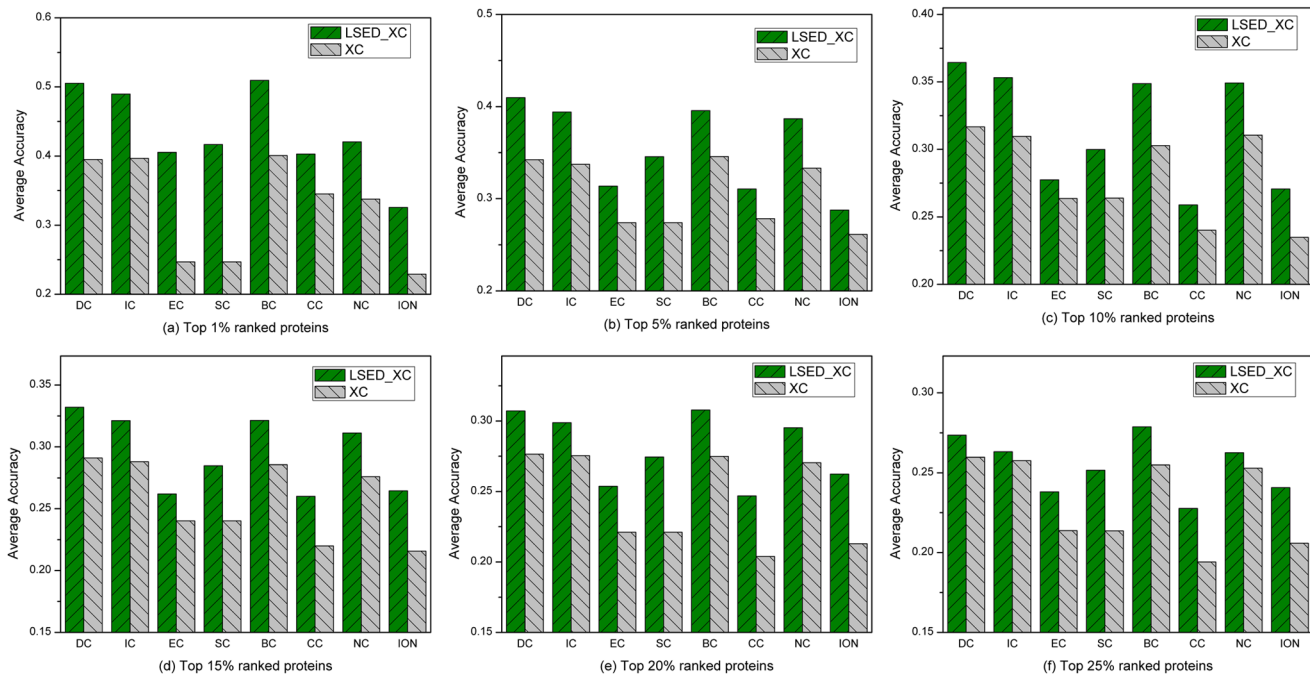 0.6
0.5
0.4
0.3
0.2
Average Accuracy
LSED_XC
XC
DC IC EC SC BC CC NC ION
(a) Top 1% ranked proteins
0.5
0.4
0.3
0.2
Average Accuracy
LSED_XC
XC
DC IC EC SC BC CC NC ION
(b) Top 5% ranked proteins
0.40
0.35
0.30
0.25
0.20
Average Accuracy
LSED_XC
XC
DC IC EC SC BC CC NC ION
(c) Top 10% ranked proteins
0.35
0.30
0.25
0.20
0.15
Average Accuracy
LSED_XC
XC
DC IC EC SC BC CC NC ION
(d) Top 15% ranked proteins
0.30
0.25
0.20
0.15
Average Accuracy
LSED_XC
XC
DC IC EC SC BC CC NC ION
(e) Top 20% ranked proteins
0.30
0.25
0.20
0.15
Average Accuracy
LSED_XC
XC
DC IC EC SC BC CC NC ION
(f) Top 25% ranked proteins